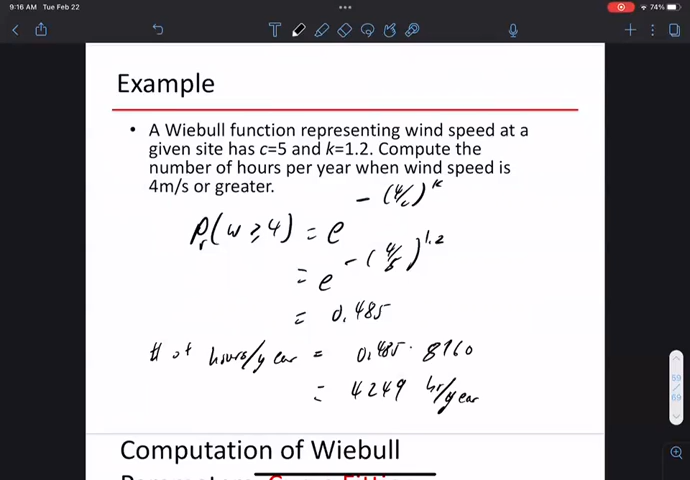 9:16 AM Tue Feb 22
74%
Example
• A Wiebull function representing wind speed at a
given site has c=5 and k=1.2. Compute the
number of hours per year when wind speed is
4m/s or greater.
Pr(w ≥ 4) = e^-(4/c)^k
= e^-(4/5)^1.2
= 0.485
# of hours/year = 0.485 · 8760
= 4249 hr/year
59
/
69
Computation of Wiebull